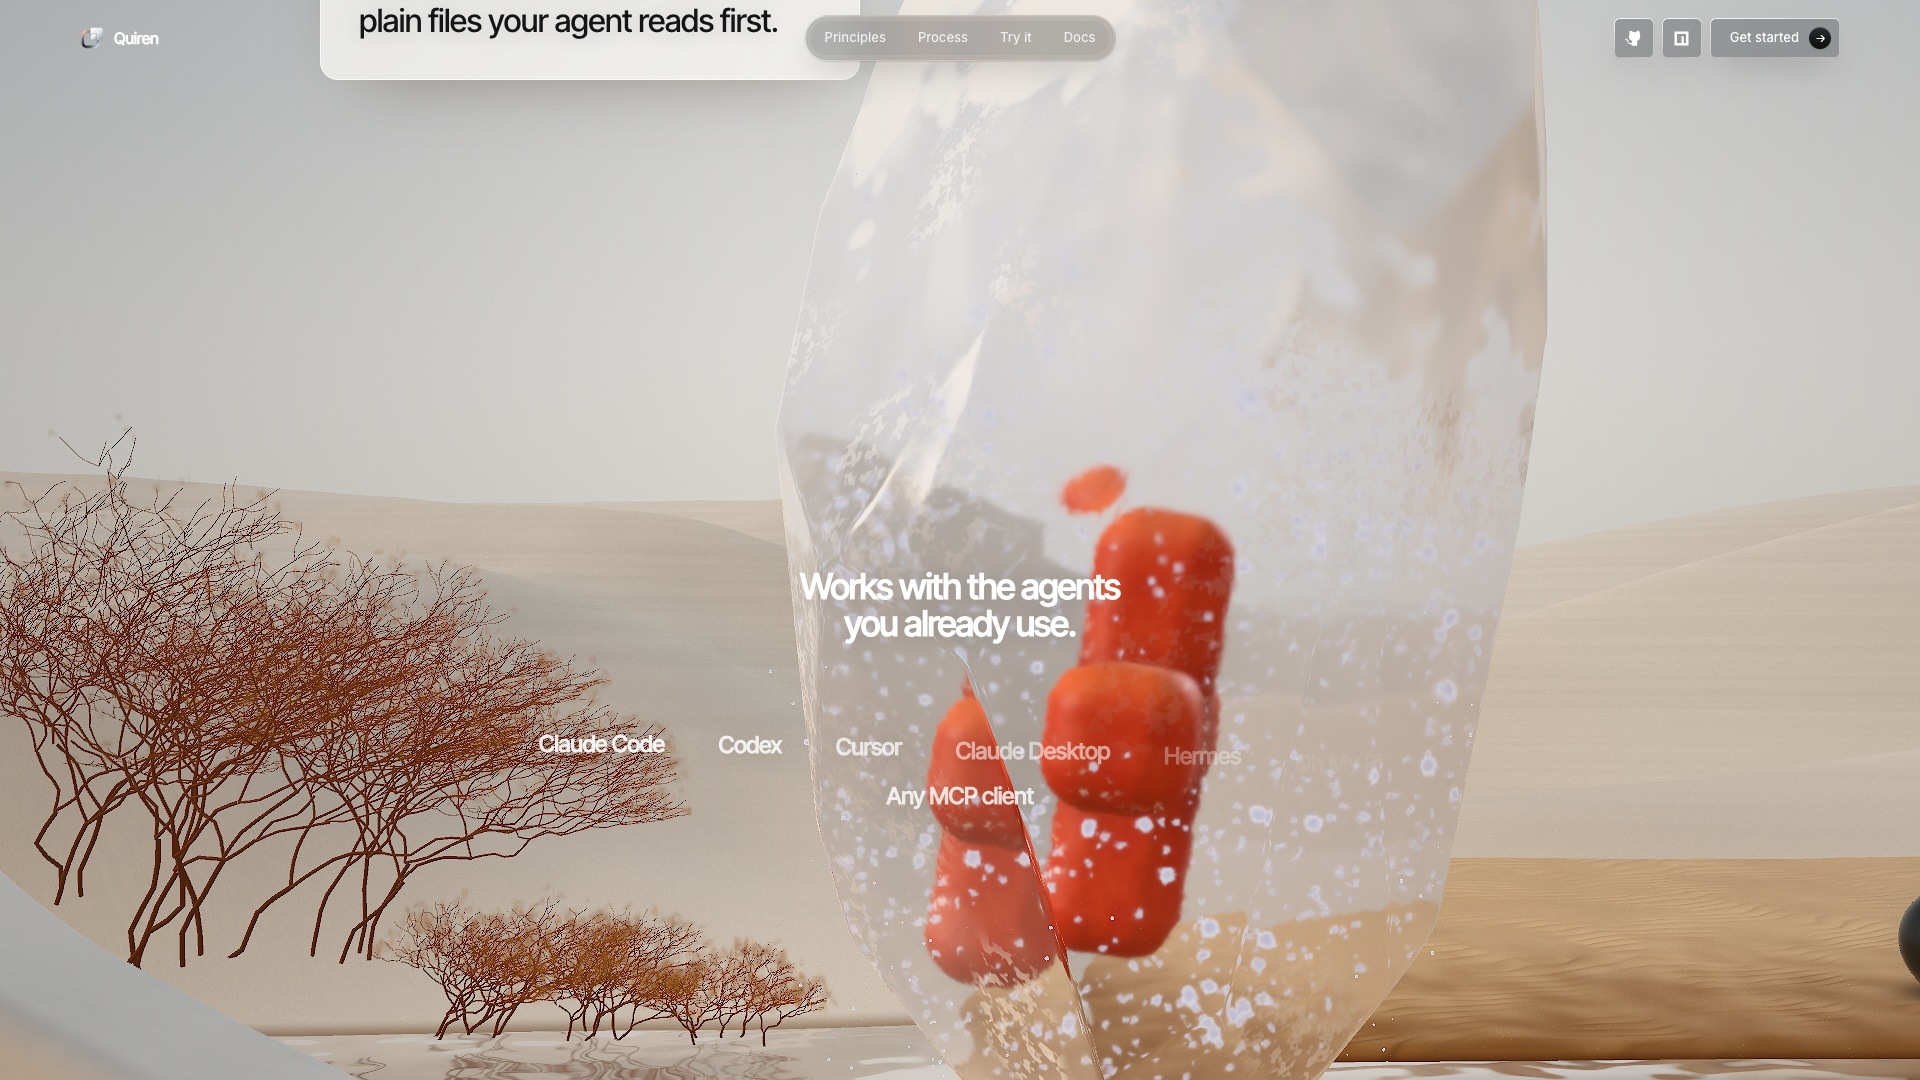 plain files your agent reads first.
Quiren
Principles
Process
Try it
Docs
Get started
Works with the agents
you already use.
Claude Code
Codex
Cursor
Claude Desktop
Hermes
Any MCP client